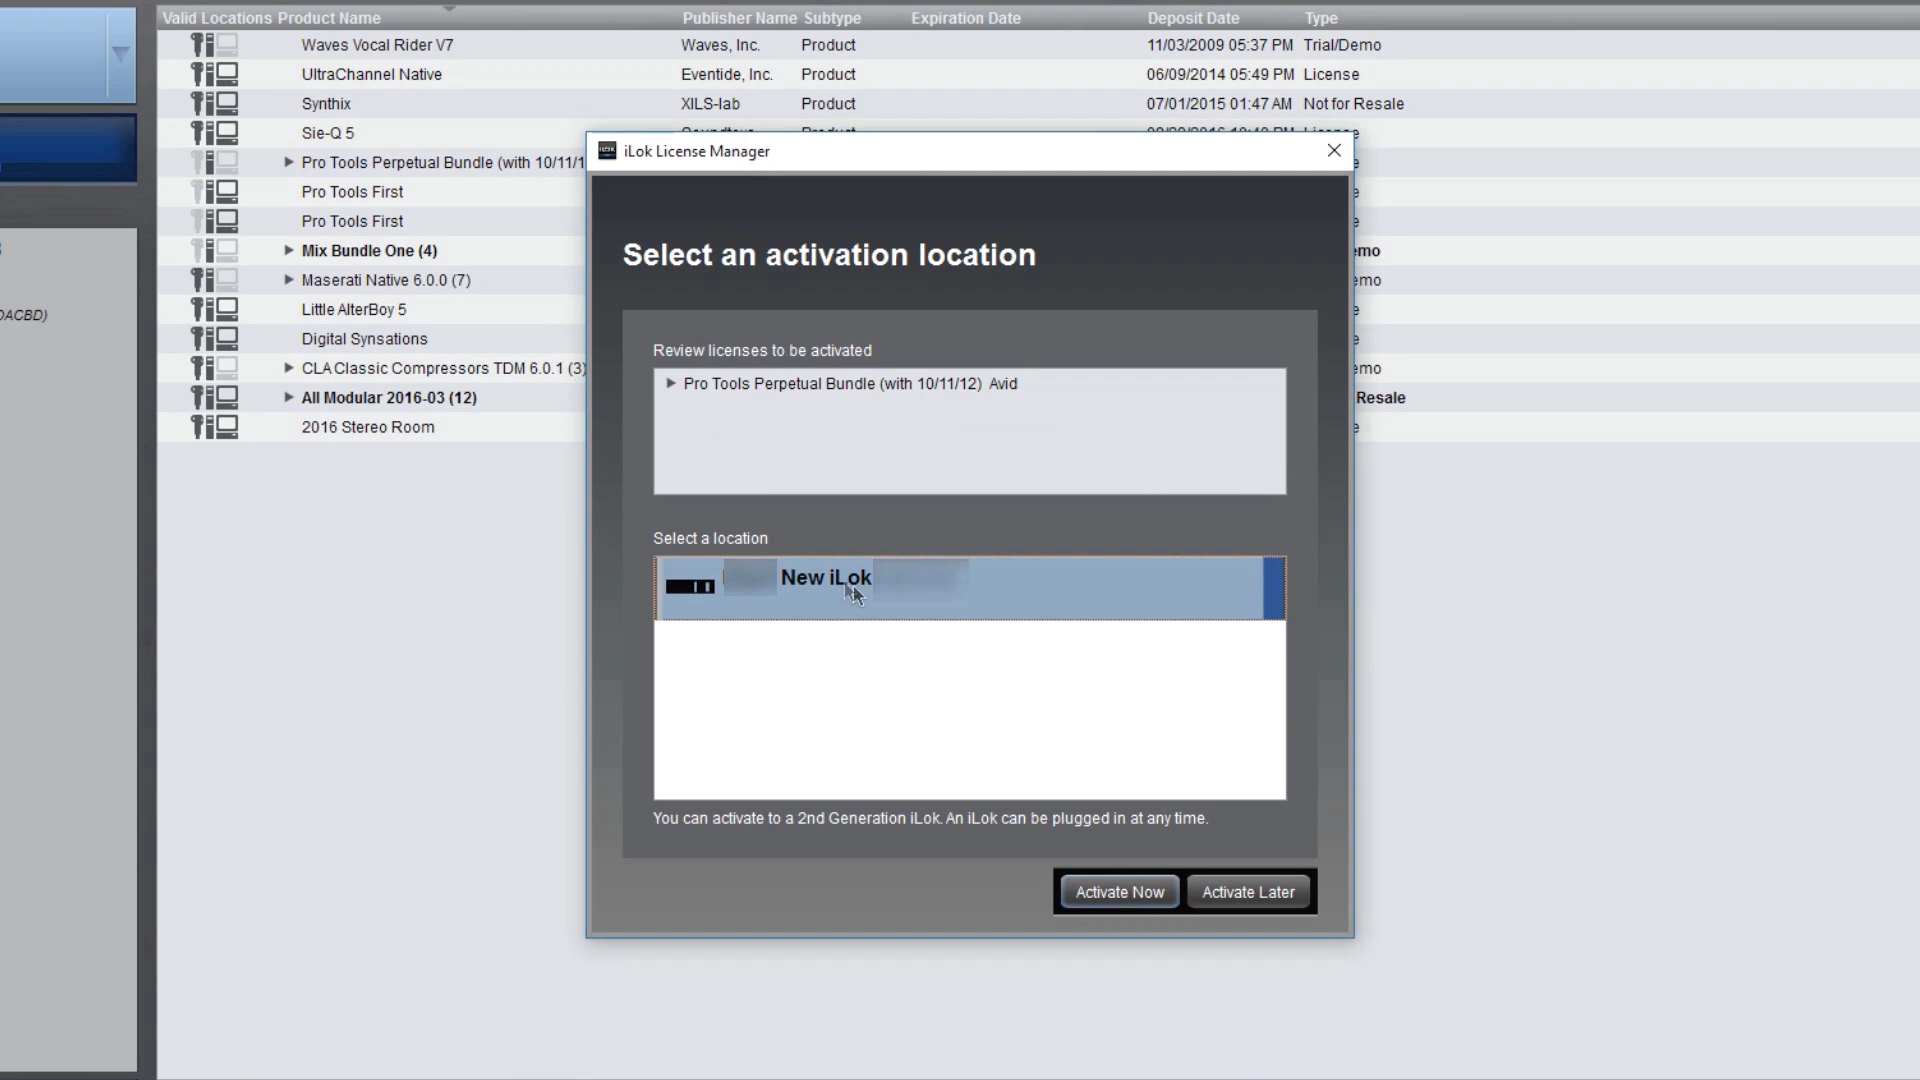 Valid Locations Product Name Publisher Name Subtype Expiration Date Deposit Date Type
Waves Vocal Rider V7 Waves, Inc. Product 11/03/2009 05:37 PM Trial/Demo
UltraChannel Native Eventide, Inc. Product 06/09/2014 05:49 PM License
Synthix XILS-lab Product 07/01/2015 01:47 AM Not for Resale
Sie-Q 5
Pro Tools Perpetual Bundle (with 10/11/1
Pro Tools First
Pro Tools First
Mix Bundle One (4) emo
Maserati Native 6.0.0 (7) emo
Little AlterBoy 5
Digital Synsations
CLA Classic Compressors TDM 6.0.1 (3) emo
All Modular 2016-03 (12) Resale
2016 Stereo Room
DACBD)
iLok License Manager
Select an activation location
Review licenses to be activated
Pro Tools Perpetual Bundle (with 10/11/12) Avid
Select a location
New iLok
You can activate to a 2nd Generation iLok. An iLok can be plugged in at any time.
Activate Now Activate Later